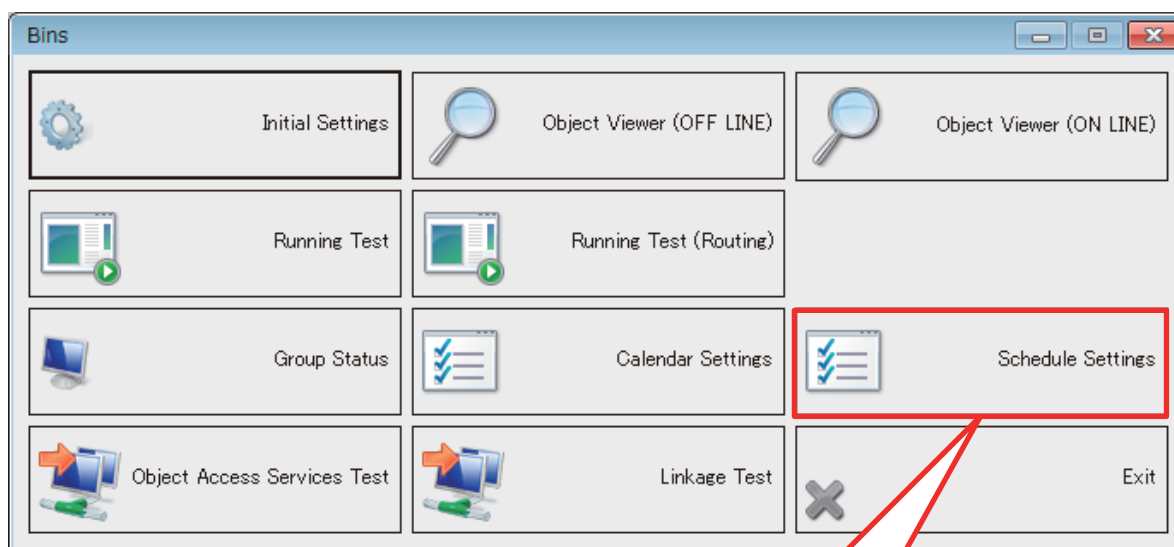 Bins
Initial Settings
Object Viewer (OFF LINE)
Object Viewer (ON LINE)
Running Test
Running Test (Routing)
Group Status
Calendar Settings
Schedule Settings
Object Access Services Test
Linkage Test
Exit